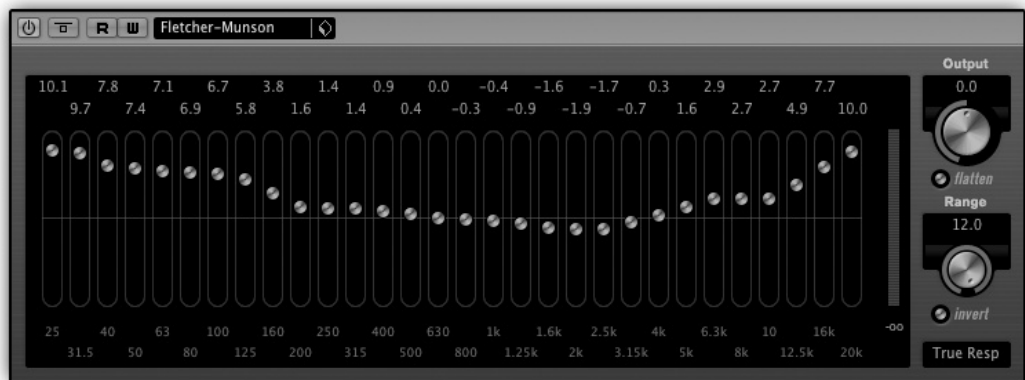 R W Fletcher-Munson
Output
10.1 7.8 7.1 6.7 3.8 1.4 0.9 0.0 -0.4 -1.6 -1.7 0.3 2.9 2.7 7.7
0.0
9.7 7.4 6.9 5.8 1.6 1.4 0.4 -0.3 -0.9 -1.9 -0.7 1.6 2.7 4.9 10.0
flatten
Range
12.0
invert
25 40 63 100 160 250 400 630 1k 1.6k 2.5k 4k 6.3k 10 16k
-oo
31.5 50 80 125 200 315 500 800 1.25k 2k 3.15k 5k 8k 12.5k 20k
True Resp